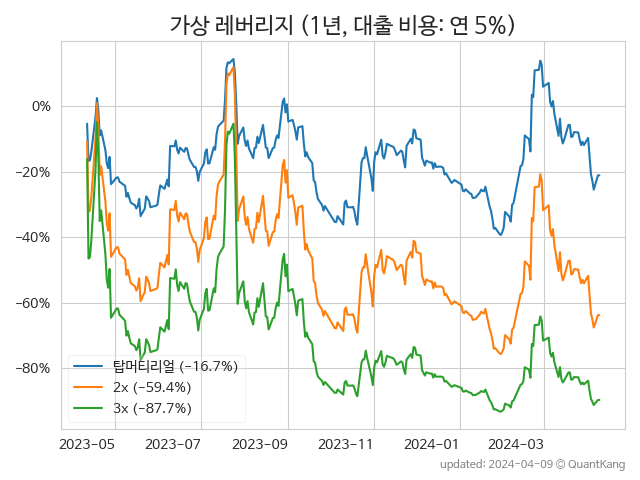 가상 레버리지 (1년, 대출 비용: 연 5%)
0%
−20%
−40%
−60%
−80%
탑머티리얼 (−16.7%)
2x (−59.4%)
3x (−87.7%)
2023−05 2023−07 2023−09 2023−11 2024−01 2024−03
updated: 2024−04−09 © QuantKang